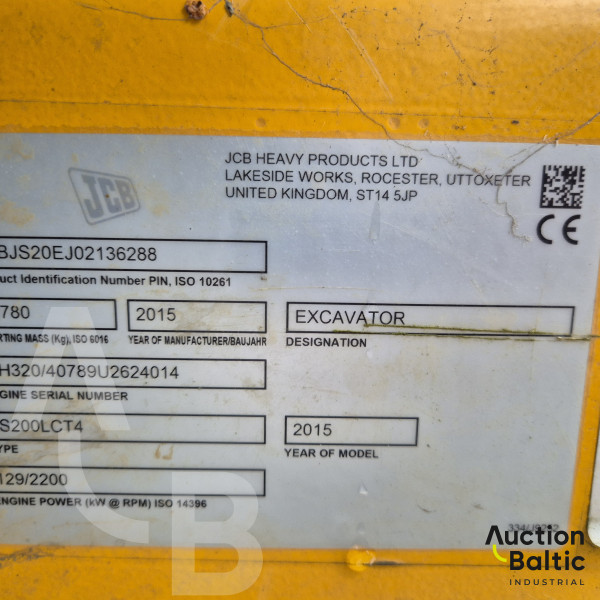 JCB
JCB HEAVY PRODUCTS LTD
LAKESIDE WORKS, ROCESTER, UTTOXETER
UNITED KINGDOM, ST14 5JP
CE
BJS20EJ02136288
uct Identification Number PIN, ISO 10261
780
2015
EXCAVATOR
RTING MASS (Kg), ISO 6016
YEAR OF MANUFACTURER/BAUJAHR
DESIGNATION
H320/40789U2624014
GINE SERIAL NUMBER
S200LCT4
2015
YPE
YEAR OF MODEL
129/2200
ENGINE POWER (kW @ RPM) ISO 14396
Auction
Baltic
INDUSTRIAL